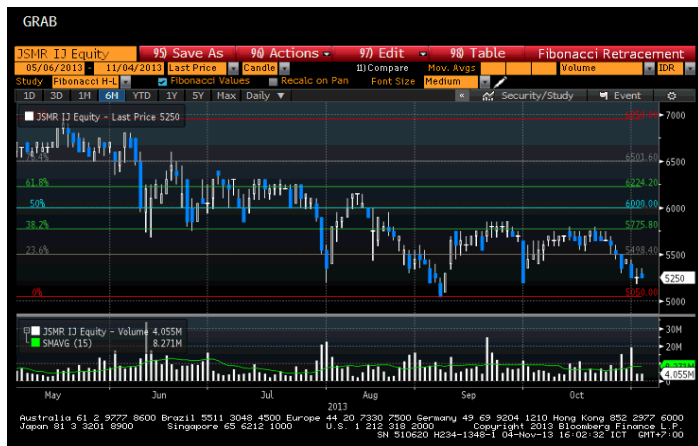 GRAB
JSMR IJ Equity 95) Save As 96) Actions 97) Edit 98) Table Fibonacci Retracement
05/06/2013 - 11/04/2013 Last Price Candle 11)Compare Mov. Avgs Volume IDR
Study Fibonacci H-L Fibonacci Values Recalc on Pan Font Size Medium
1D 3D 1M 6M YTD 1Y 5Y Max Daily « Security/Study Event
JSMR IJ Equity - Last Price 5250
7000
6501.60
6500
61.8% 6224.20
50% 6000.00 6000
38.2% 5775.80
23.6% 5498.40 5500
5250
0% 5050.00
5000
JSMR IJ Equity - Volume 4.055M
SMAVG (15) 8.271M
30M
20M
4.055M
0
May Jun Jul Aug Sep Oct
2013
Australia 61 2 9777 8600 Brazil 5511 3048 4500 Europe 44 20 7330 7500 Germany 49 69 9204 1210 Hong Kong 852 2977 6000
Japan 81 3 3201 8900 Singapore 65 6212 1000 U.S. 1 212 318 2000 Copyright 2013 Bloomberg Finance L.P.
SN 510620 H234-1348-1 04-Nov-13 16:02:32 ICT GMT+7:00